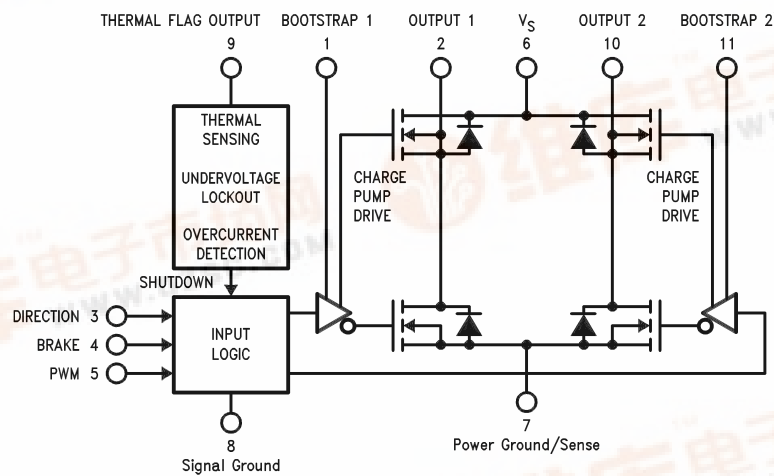 THERMAL FLAG OUTPUT
9
BOOTSTRAP 1
1
OUTPUT 1
2
VS
6
OUTPUT 2
10
BOOTSTRAP 2
11
THERMAL
SENSING
UNDERVOLTAGE
LOCKOUT
OVERCURRENT
DETECTION
CHARGE
PUMP
DRIVE
CHARGE
PUMP
DRIVE
SHUTDOWN
DIRECTION 3
BRAKE 4
PWM 5
INPUT
LOGIC
8
Signal Ground
7
Power Ground/Sense